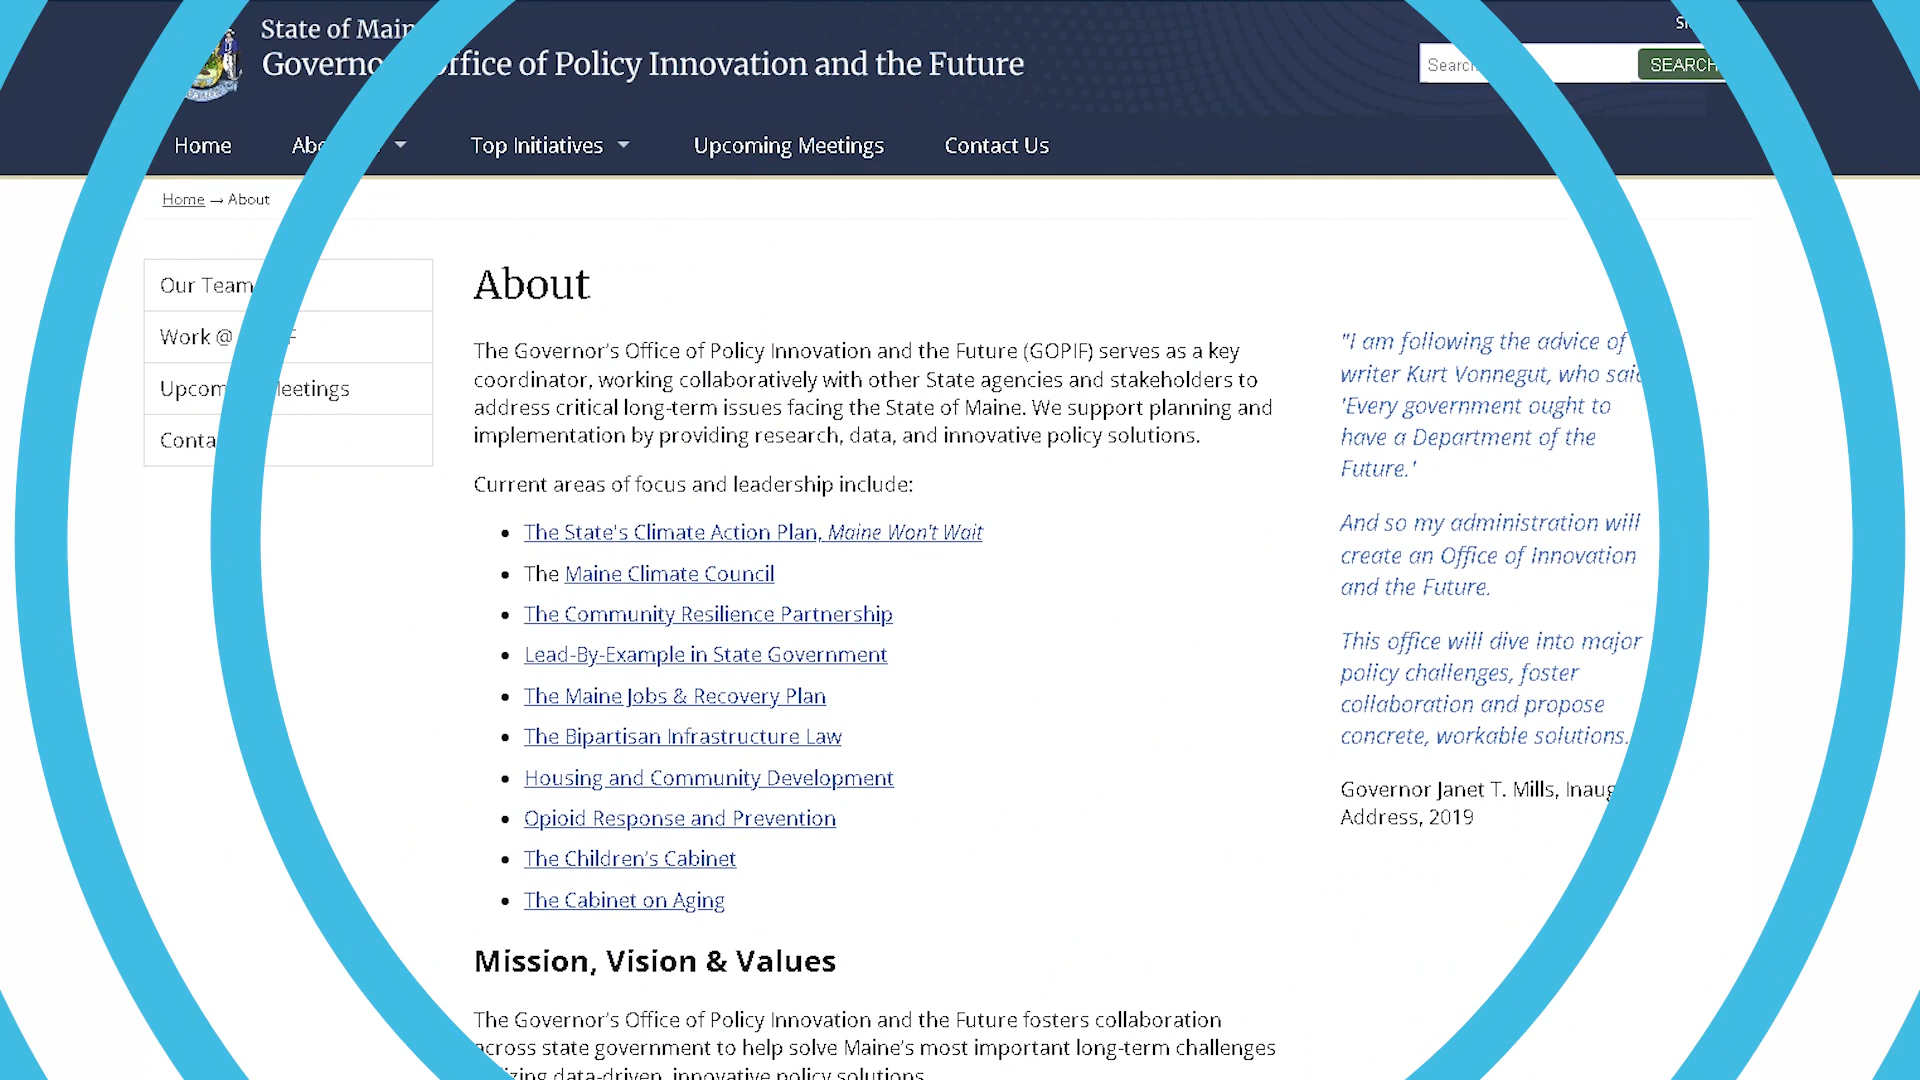 State of Main
Governo ffice of Policy Innovation and the Future
Search
SEARCH
Home
Top Initiatives
Upcoming Meetings
Contact Us
Home → About
Our Team
Work @
Upcom eetings
Conta
About
The Governor's Office of Policy Innovation and the Future (GOPIF) serves as a key
coordinator, working collaboratively with other State agencies and stakeholders to
address critical long-term issues facing the State of Maine. We support planning and
implementation by providing research, data, and innovative policy solutions.
Current areas of focus and leadership include:
• The State's Climate Action Plan, Maine Won't Wait
• The Maine Climate Council
• The Community Resilience Partnership
• Lead-By-Example in State Government
• The Maine Jobs & Recovery Plan
• The Bipartisan Infrastructure Law
• Housing and Community Development
• Opioid Response and Prevention
• The Children's Cabinet
• The Cabinet on Aging
Mission, Vision & Values
The Governor's Office of Policy Innovation and the Future fosters collaboration
across state government to help solve Maine's most important long-term challenges
data-driven, innovative policy solutions.
"I am following the advice of
writer Kurt Vonnegut, who said
'Every government ought to
have a Department of the
Future.'
And so my administration will
create an Office of Innovation
and the Future.
This office will dive into major
policy challenges, foster
collaboration and propose
concrete, workable solutions.
Governor Janet T. Mills, Inaug
Address, 2019